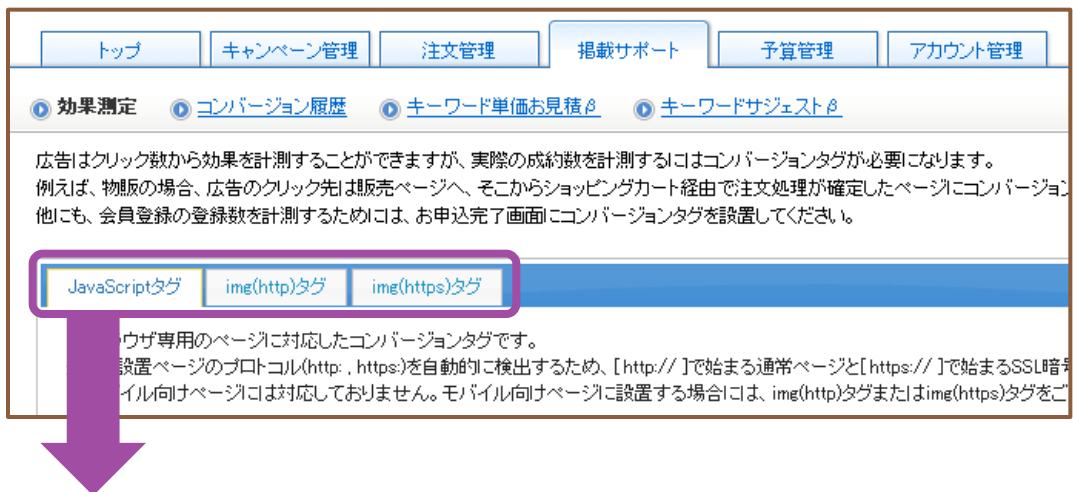 トップ キャンペーン管理 注文管理 掲載サポート 予算管理 アカウント管理
効果測定 コンバージョン履歴 キーワード単価お見積β キーワードサジェストβ
広告はクリック数から効果を計測することができますが、実際の成約数を計測するにはコンバージョンタグが必要になります。
例えば、物販の場合、広告のクリック先は販売ページへ、そこからショッピングカート経由で注文処理が確定したページにコンバージョン
他にも、会員登録の登録数を計測するためには、お申込完了画面にコンバージョンタグを設置してください。
JavaScriptタグ img(http)タグ img(https)タグ
ウザ専用のページに対応したコンバージョンタグです。
設置ページのプロトコル(http: , https:)を自動的に検出するため、[ http:// ]で始まる通常ページと[ https:// ]で始まるSSL暗号
イル向けページには対応しておりません。モバイル向けページに設置する場合には、img(http)タグまたはimg(https)タグをご